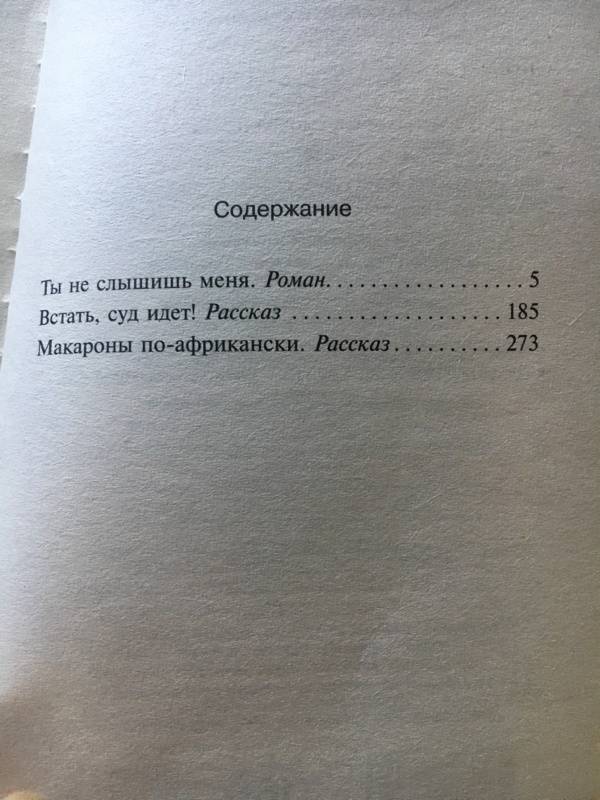 Содержание
Ты не слышишь меня. Роман. . . . . . . . . . . . . . . . . . . 5
Встать, суд идет! Рассказ . . . . . . . . . . . . . . . . . . . 185
Макароны по-африкански. Рассказ . . . . . . . . . . 273